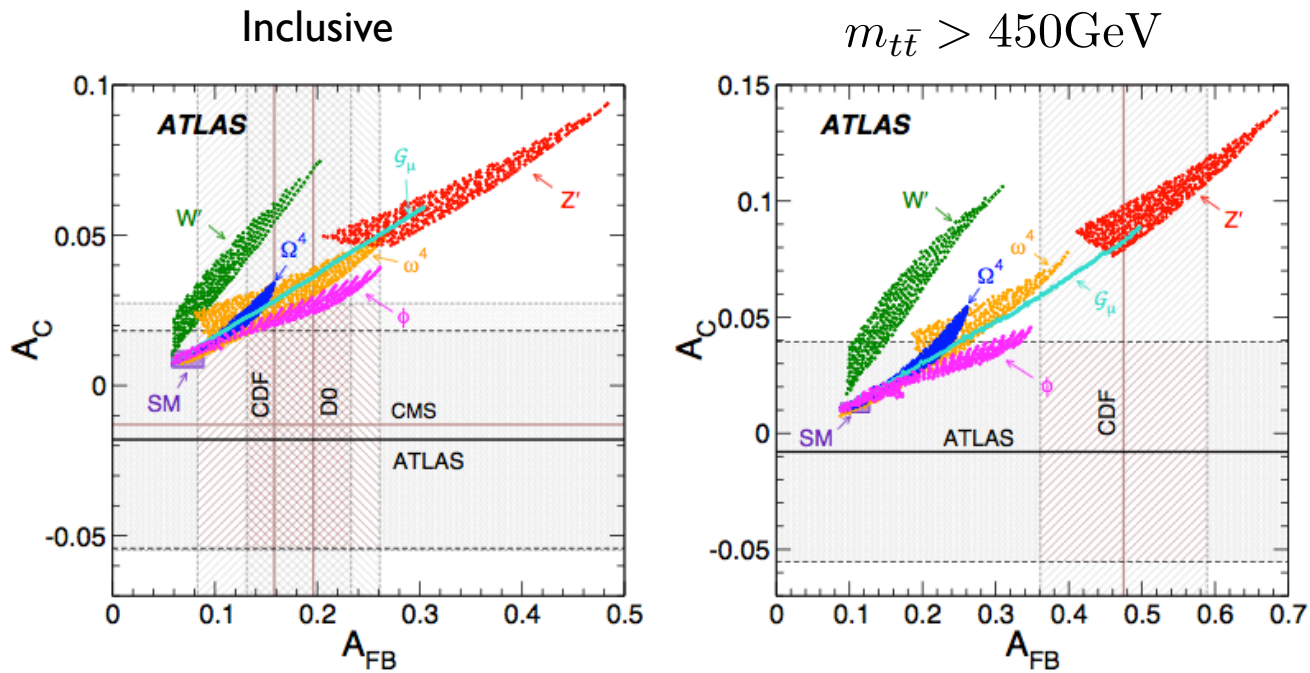 Inclusive
0.1
0.05
0
-0.05
A_C
ATLAS
W'
Ω⁴
𝒢_μ
Z'
ω⁴
ϕ
SM
CDF
D0
CMS
ATLAS
0 0.1 0.2 0.3 0.4 0.5
A_FB
m_{tt̄} > 450GeV
0.15
0.1
0.05
0
-0.05
A_C
ATLAS
W'
Z'
ω⁴
Ω⁴
𝒢_μ
ϕ
SM
ATLAS
CDF
0 0.1 0.2 0.3 0.4 0.5 0.6 0.7
A_FB